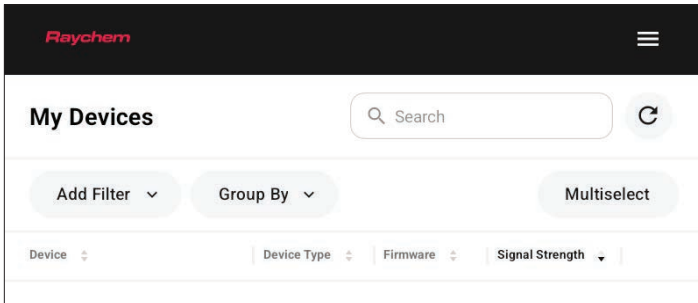 Raychem
My Devices Search
Add Filter Group By Multiselect
Device Device Type Firmware Signal Strength